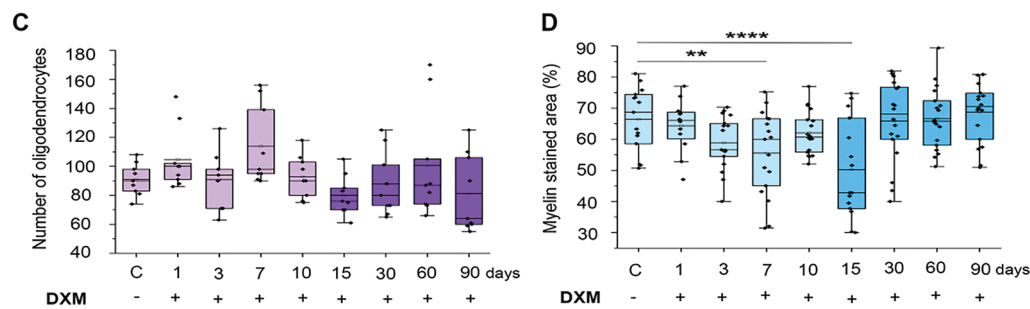 C
Number of oligodendrocytes
180
160
140
120
100
80
60
40
C 1 3 7 10 15 30 60 90 days
DXM - + + + + + + + +
D
Myelin stained area (%)
90
80
70
60
50
40
30
****
**
C 1 3 7 10 15 30 60 90 days
DXM - + + + + + + + +